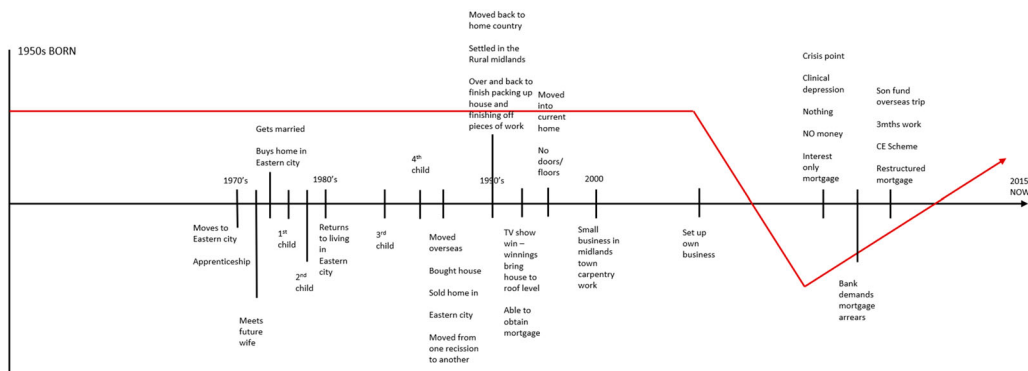 1950s BORN
Moves to
Eastern city
Apprenticeship
1970's
Meets
future
wife
Gets married
Buys home in
Eastern city
1st
child
2nd
child
1980's
Returns
to living
in
Eastern
city
3rd
child
4th
child
Moved
overseas
Bought house
Sold home in
Eastern city
Moved from
one recission
to another
Moved back to
home country
Settled in the
Rural midlands
Over and back to
finish packing up
house and
finishing off
pieces of work
1990's
TV show
win –
winnings
bring
house to
roof level
Able to
obtain
mortgage
Moved
into
current
home
No
doors/
floors
2000
Small
business in
midlands
town
carpentry
work
Set up
own
business
Crisis point
Clinical
depression
Nothing
NO money
Interest
only
mortgage
Bank
demands
mortgage
arrears
Son fund
overseas trip
3mths work
CE Scheme
Restructured
mortgage
2015
NOW